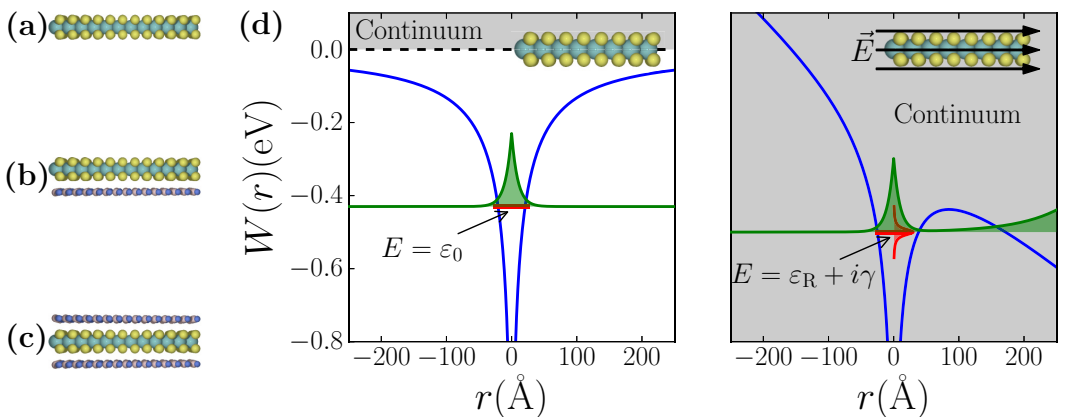 (a)
(b)
(c)
(d)
Continuum
0.0
−0.2
−0.4
−0.6
−0.8
W(r)(eV)
E = ε₀
−200 −100 0 100 200
r(Å)
E⃗
Continuum
E = ε_R + iγ
−200 −100 0 100 200
r(Å)